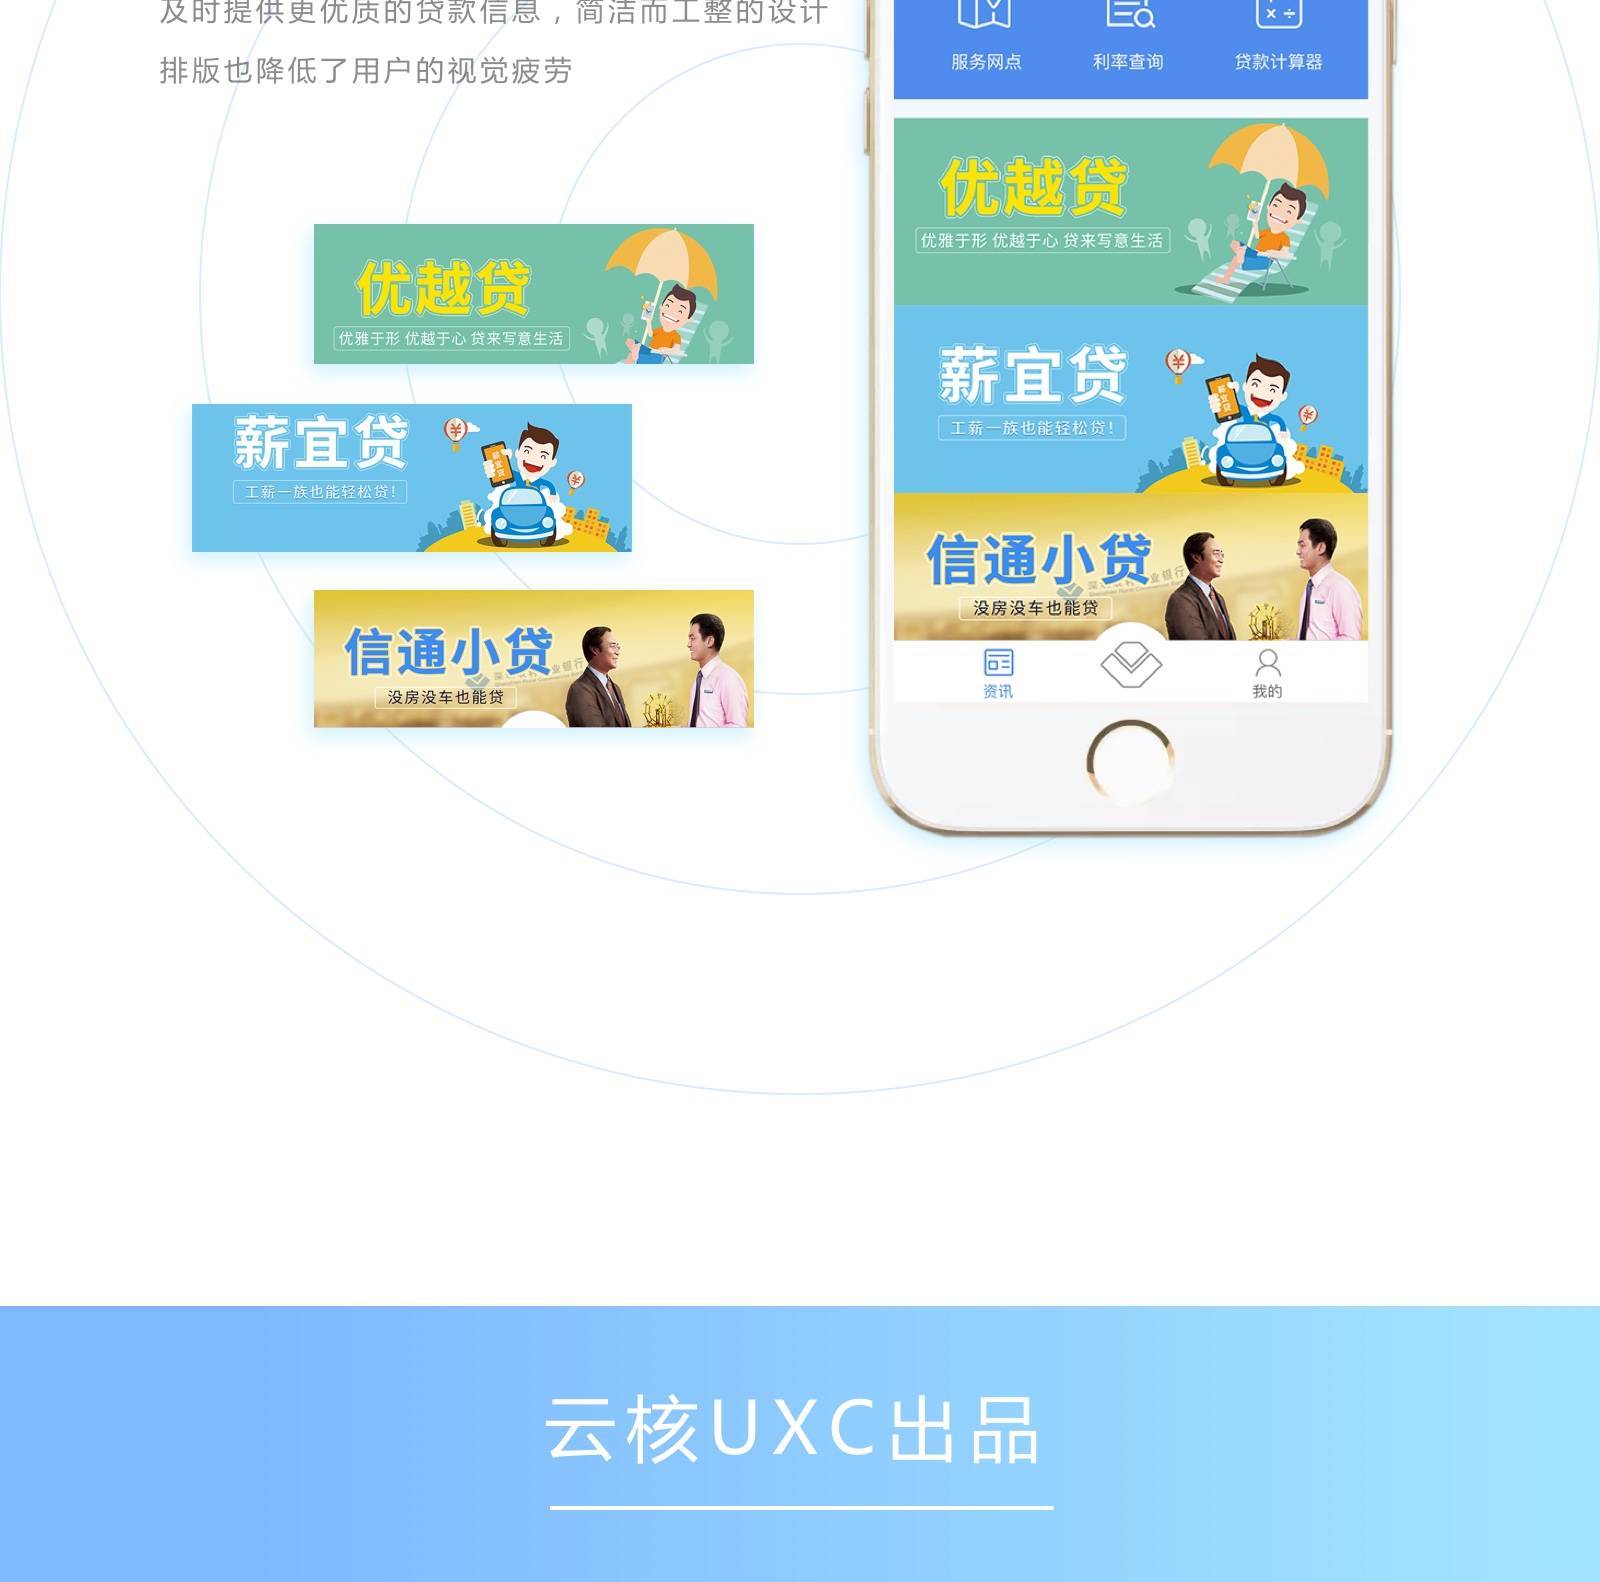 及时提供更优质的贷款信息，简洁而工整的设计
排版也降低了用户的视觉疲劳
服务网点 利率查询 贷款计算器
优越贷
优雅于形 优越于心 贷来写意生活
薪宜贷
薪宜贷
工薪一族也能轻松贷!
信通小贷
没房没车也能贷
资讯 我的
优越贷
优雅于形 优越于心 贷来写意生活
薪宜贷
薪宜贷
工薪一族也能轻松贷!
信通小贷
没房没车也能贷
云核UXC出品